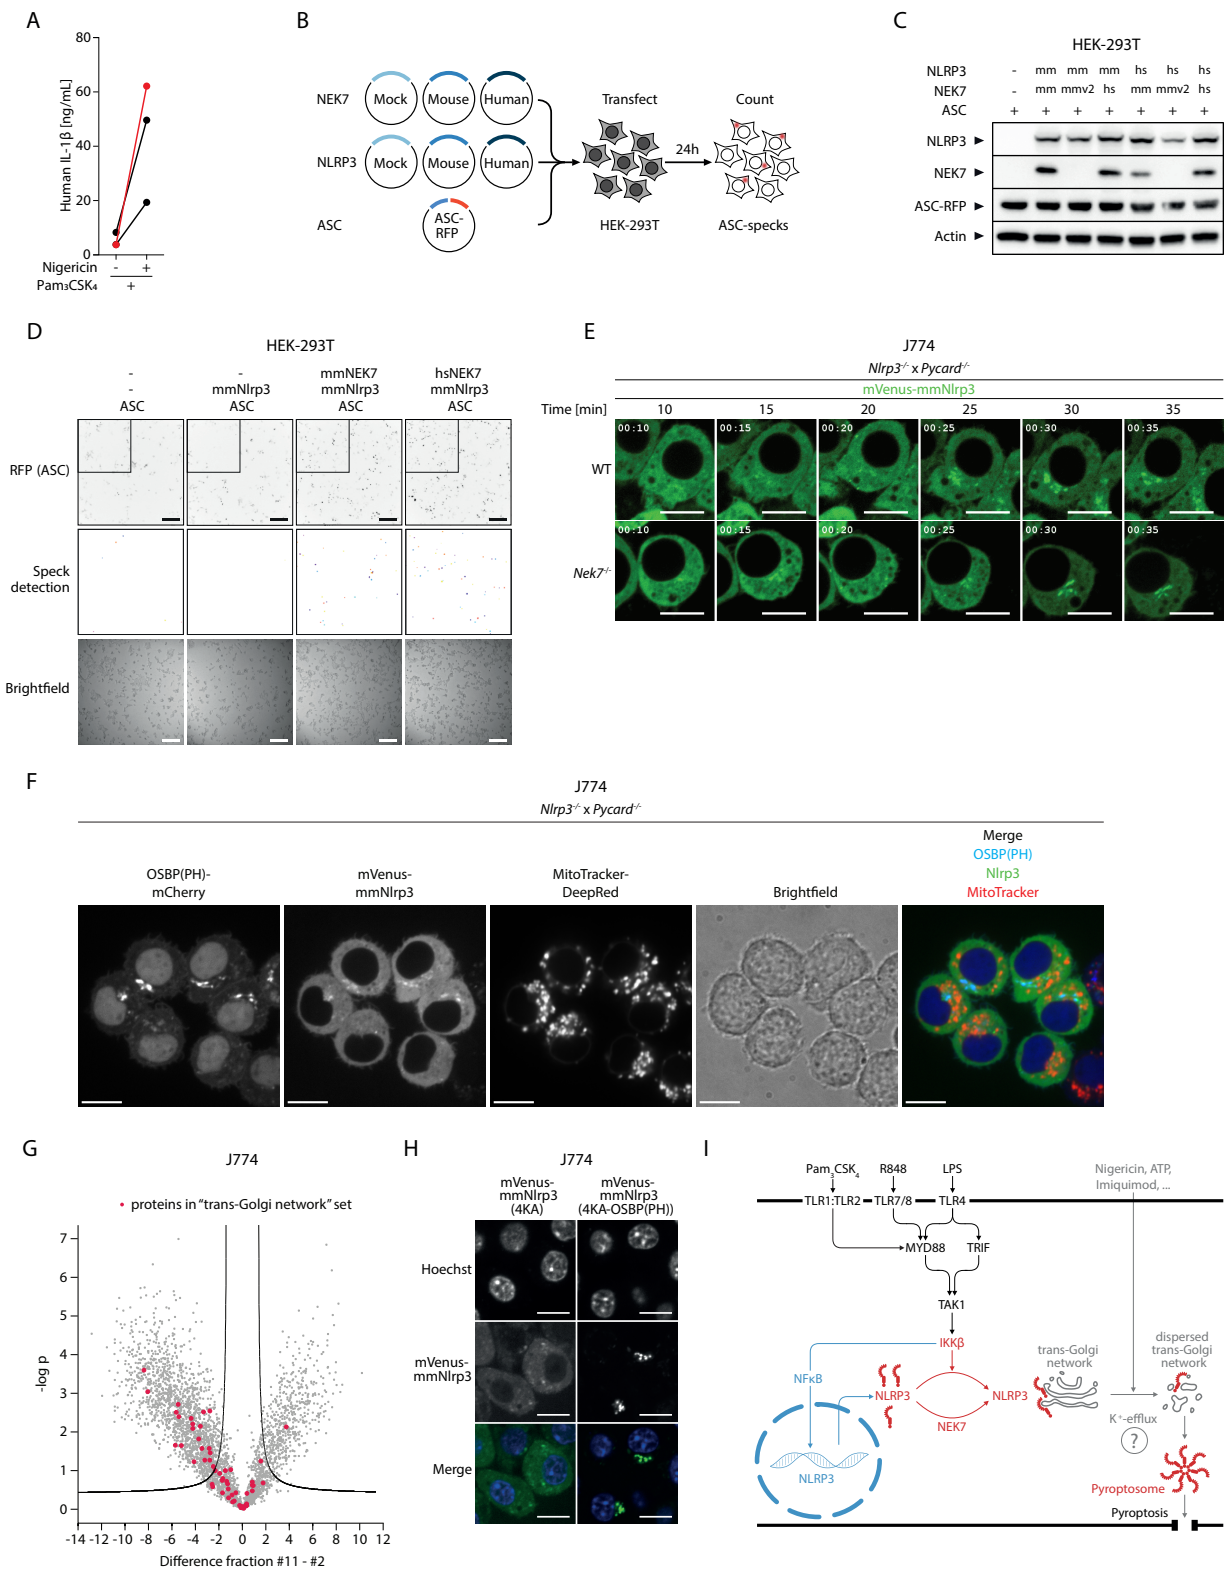 A
80
60
40
20
0
Human IL-1β [ng/mL]
Nigericin - +
Pam₃CSK₄ +
B
NEK7 Mock Mouse Human
NLRP3 Mock Mouse Human
ASC ASC-RFP
Transfect
HEK-293T
24h
Count
ASC-specks
C
HEK-293T
NLRP3 - mm mm mm hs hs hs
NEK7 - mm mmv2 hs mm mmv2 hs
ASC + + + + + + +
NLRP3
NEK7
ASC-RFP
Actin
D
HEK-293T
- - mmNEK7 hsNEK7
- mmNlrp3 mmNlrp3 mmNlrp3
ASC ASC ASC ASC
RFP (ASC)
Speck
detection
Brightfield
E
J774
Nlrp3-/- x Pycard-/-
mVenus-mmNlrp3
Time [min] 10 15 20 25 30 35
WT
00:10 00:15 00:20 00:25 00:30 00:35
Nek7-/-
00:10 00:15 00:20 00:25 00:30 00:35
F
J774
Nlrp3-/- x Pycard-/-
OSBP(PH)-
mCherry
mVenus-
mmNlrp3
MitoTracker-
DeepRed
Brightfield
Merge
OSBP(PH)
Nlrp3
MitoTracker
G
J774
proteins in “trans-Golgi network” set
7
6
5
4
3
2
1
0
-log p
-14 -12 -10 -8 -6 -4 -2 0 2 4 6 8 10 12
Difference fraction #11 - #2
H
J774
mVenus-
mmNlrp3
(4KA)
mVenus-
mmNlrp3
(4KA-OSBP(PH))
Hoechst
mVenus-
mmNlrp3
Merge
I
Pam₃CSK₄ R848 LPS
Nigericin, ATP,
Imiquimod, ...
TLR1:TLR2 TLR7/8 TLR4
MYD88 TRIF
TAK1
IKKβ
NFκB
NLRP3
NEK7
NLRP3
NLRP3
trans-Golgi
network
dispersed
trans-Golgi
network
K⁺-efflux
?
Pyroptosome
Pyroptosis